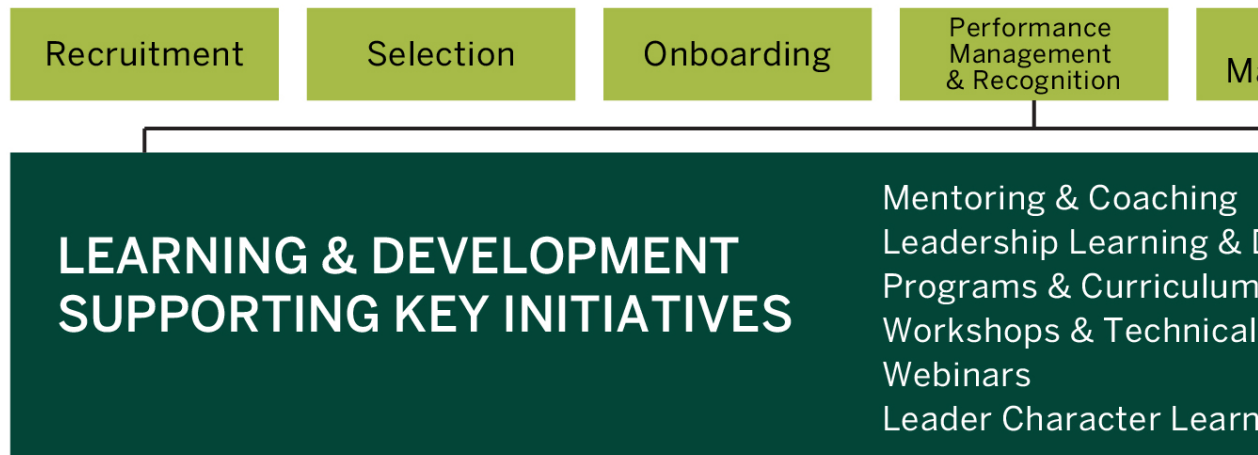 Recruitment
Selection
Onboarding
Performance
Management
& Recognition
LEARNING & DEVELOPMENT
SUPPORTING KEY INITIATIVES
Mentoring & Coaching
Leadership Learning &
Programs & Curriculum
Workshops & Technical
Webinars
Leader Character